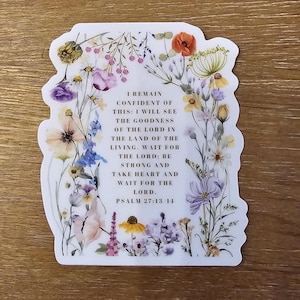 I REMAIN
CONFIDENT OF
THIS: I WILL SEE
THE GOODNESS
OF THE LORD IN
THE LAND OF THE
LIVING. WAIT FOR
THE LORD; BE
STRONG AND
TAKE HEART AND
WAIT FOR THE
LORD.
PSALM 27:13-14